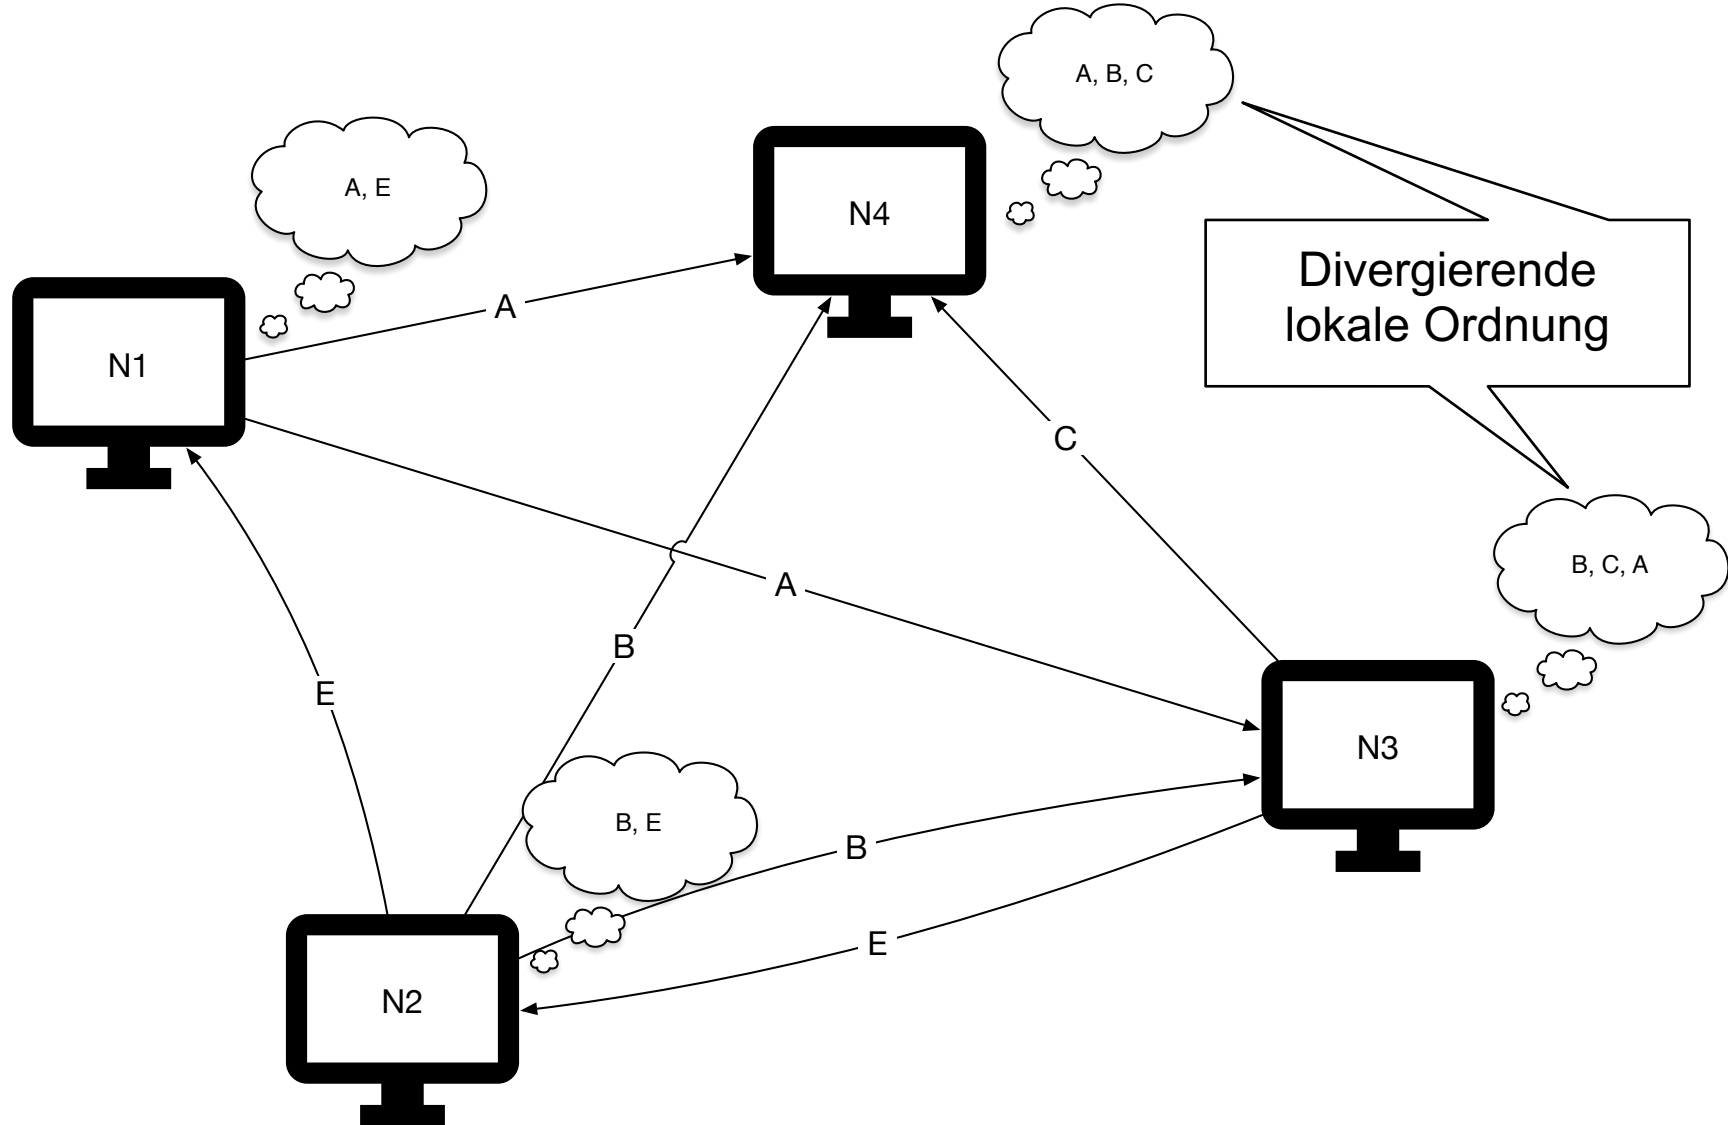 A, B, C
A, E
N4
Divergierende
lokale Ordnung
A
N1
C
B, C, A
A
B
E
N3
B, E
B
E
N2